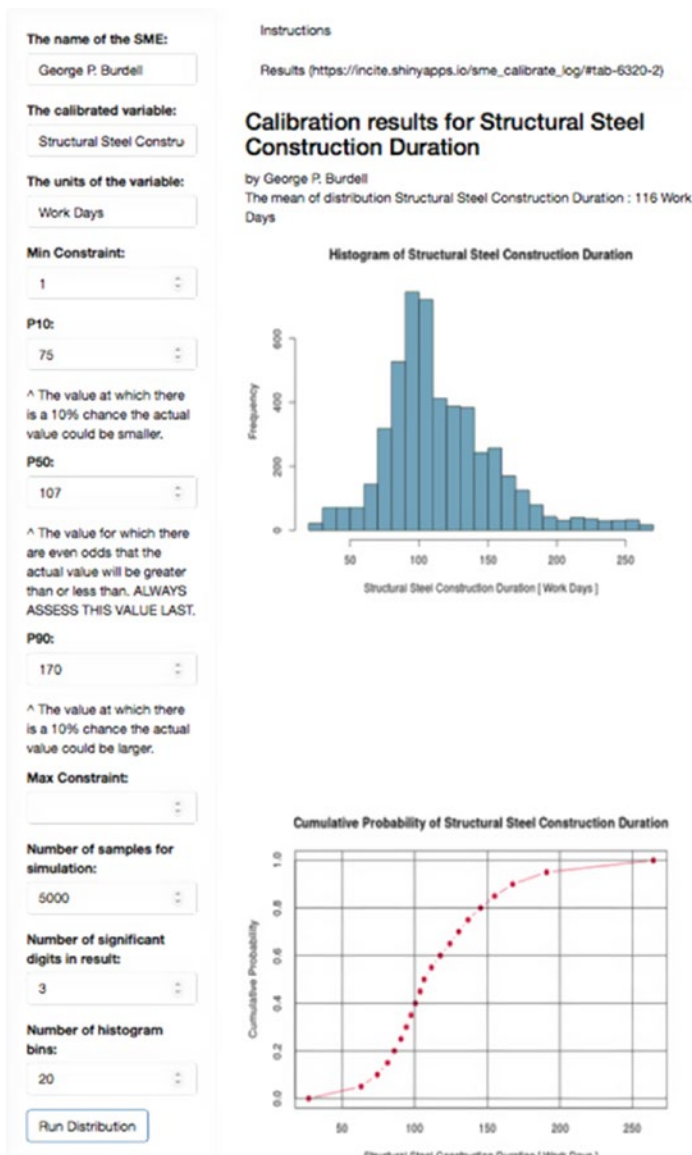 The name of the SME:
George P. Burdell
The calibrated variable:
Structural Steel Constru
The units of the variable:
Work Days
Min Constraint:
1
P10:
75
^ The value at which there
is a 10% chance the actual
value could be smaller.
P50:
107
^ The value for which there
are even odds that the
actual value will be greater
than or less than. ALWAYS
ASSESS THIS VALUE LAST.
P90:
170
^ The value at which there
is a 10% chance the actual
value could be larger.
Max Constraint:
Number of samples for
simulation:
5000
Number of significant
digits in result:
3
Number of histogram
bins:
20
Run Distribution
Instructions
Results (https://incite.shinyapps.io/sme_calibrate_log/#tab-6320-2)
Calibration results for Structural Steel
Construction Duration
by George P. Burdell
The mean of distribution Structural Steel Construction Duration : 116 Work
Days
Histogram of Structural Steel Construction Duration
Frequency
600
400
200
0
50 100 150 200 250
Structural Steel Construction Duration [ Work Days ]
Cumulative Probability of Structural Steel Construction Duration
Cumulative Probability
1.0
0.8
0.6
0.4
0.2
0.0
50 100 150 200 250
Structural Steel Construction Duration [ Work Days ]